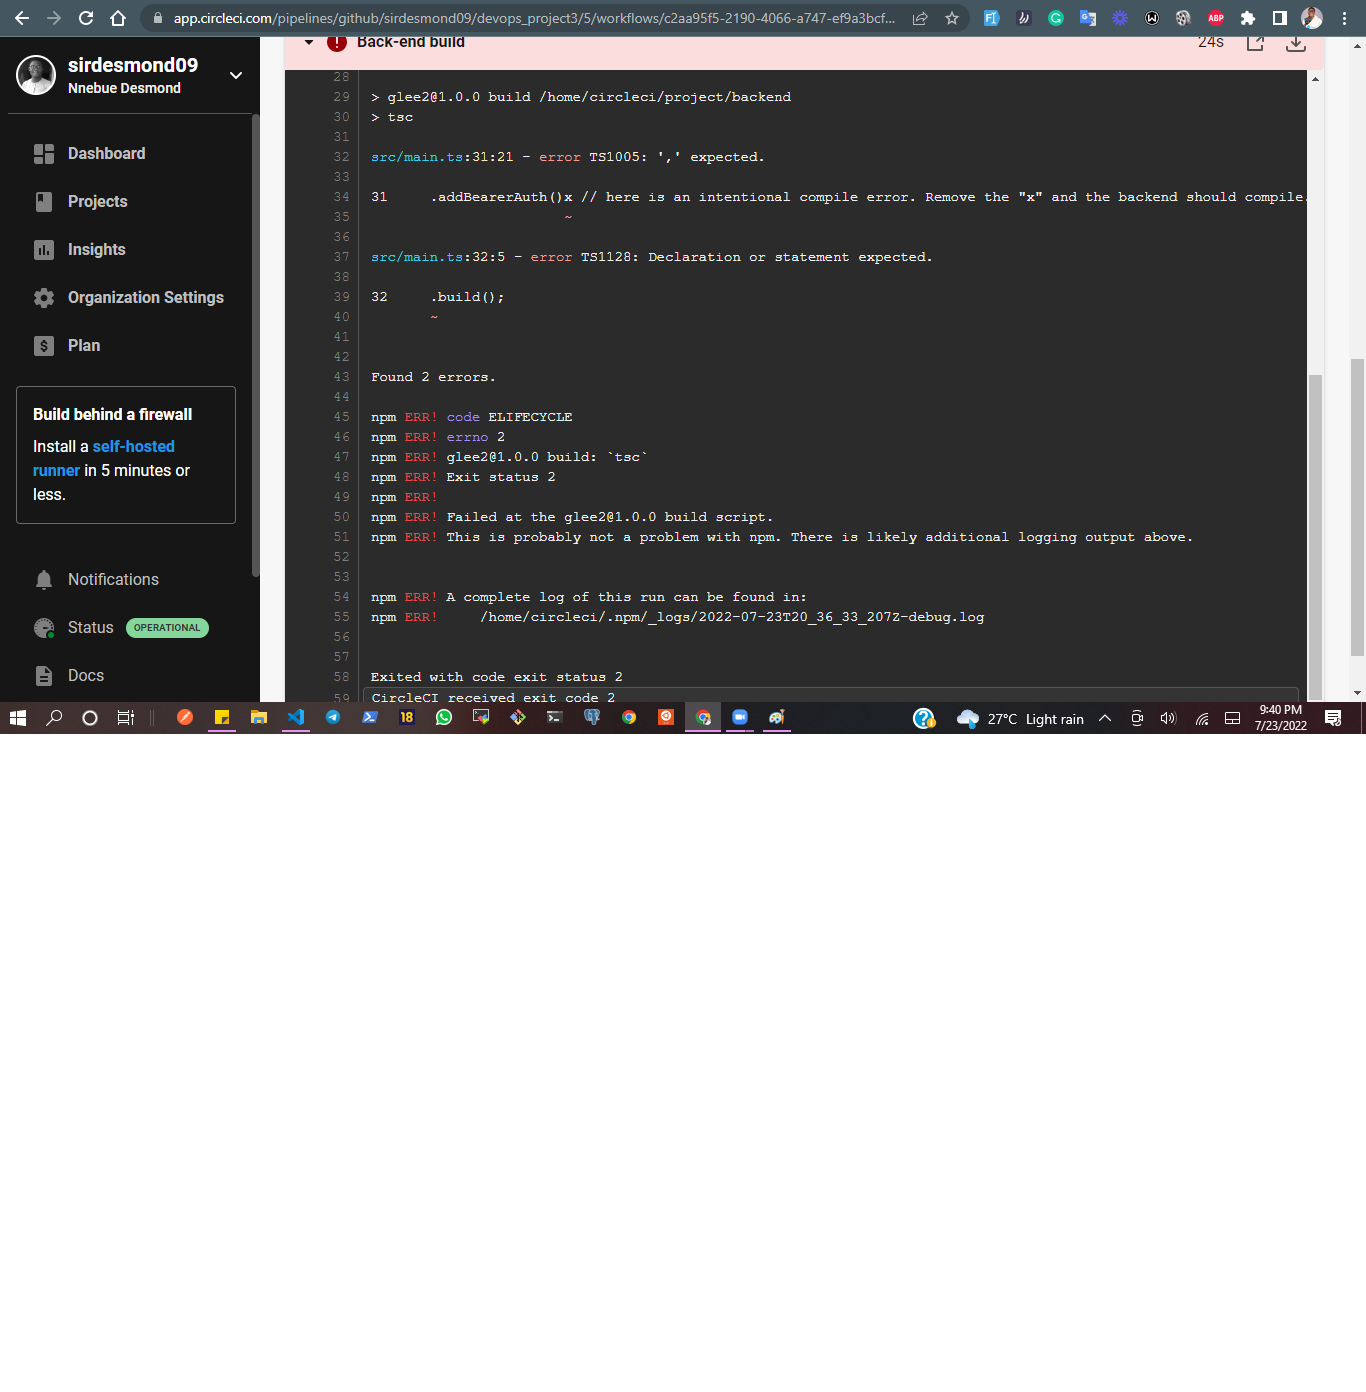 app.circleci.com/pipelines/github/sirdesmond09/devops_project3/5/workflows/c2aa95f5-2190-4066-a747-ef9a3bcf...
sirdesmond09
Nnebue Desmond
Dashboard
Projects
Insights
Organization Settings
Plan
Build behind a firewall
Install a self-hosted
runner in 5 minutes or
less.
Notifications
Status OPERATIONAL
Docs
Back-end build 24s
28
29 > glee2@1.0.0 build /home/circleci/project/backend
30 > tsc
31
32 src/main.ts:31:21 - error TS1005: ',' expected.
33
34 31 .addBearerAuth()x // here is an intentional compile error. Remove the "x" and the backend should compile.
35 ~
36
37 src/main.ts:32:5 - error TS1128: Declaration or statement expected.
38
39 32 .build();
40 ~
41
42
43 Found 2 errors.
44
45 npm ERR! code ELIFECYCLE
46 npm ERR! errno 2
47 npm ERR! glee2@1.0.0 build: `tsc`
48 npm ERR! Exit status 2
49 npm ERR!
50 npm ERR! Failed at the glee2@1.0.0 build script.
51 npm ERR! This is probably not a problem with npm. There is likely additional logging output above.
52
53
54 npm ERR! A complete log of this run can be found in:
55 npm ERR! /home/circleci/.npm/_logs/2022-07-23T20_36_33_207Z-debug.log
56
57
58 Exited with code exit status 2
59 CircleCI received exit code 2
ABP
18
27°C Light rain
9:40 PM
7/23/2022